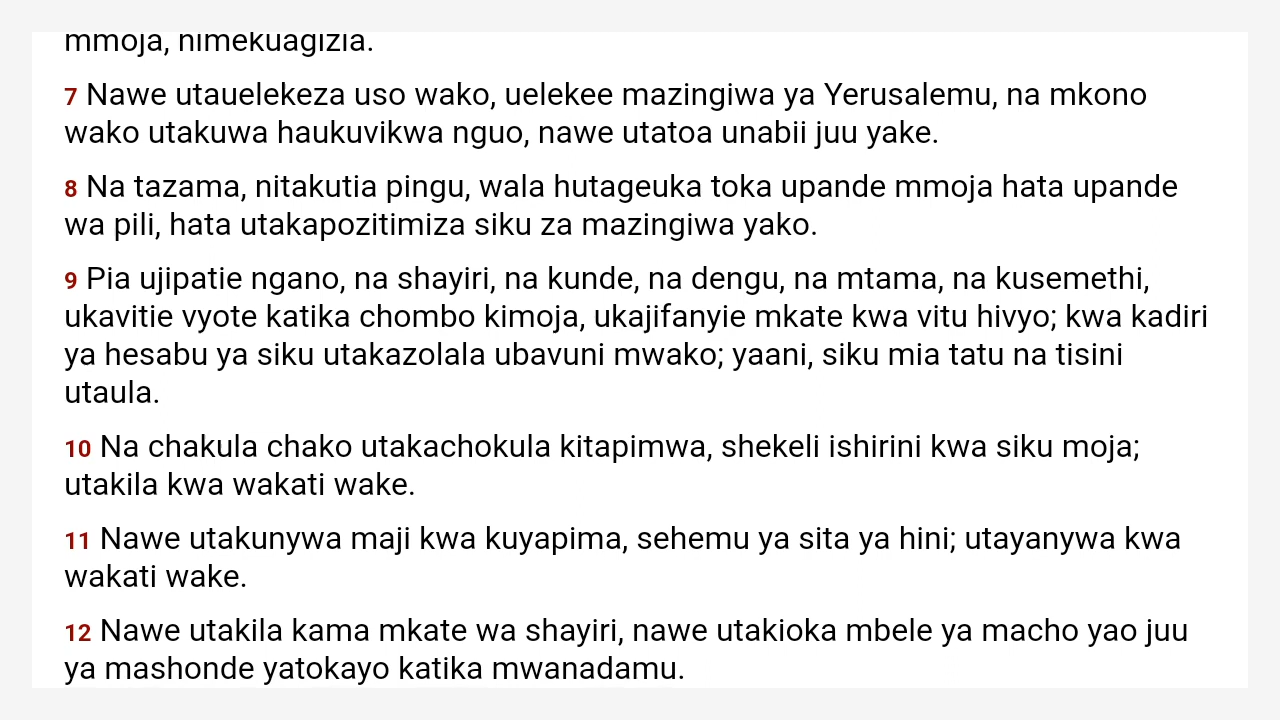 mmoja, nimekuagizia.
7 Nawe utauelekeza uso wako, uelekee mazingiwa ya Yerusalemu, na mkono
wako utakuwa haukuvikwa nguo, nawe utatoa unabii juu yake.
8 Na tazama, nitakutia pingu, wala hutageuka toka upande mmoja hata upande
wa pili, hata utakapozitimiza siku za mazingiwa yako.
9 Pia ujipatie ngano, na shayiri, na kunde, na dengu, na mtama, na kusemethi,
ukavitie vyote katika chombo kimoja, ukajifanyie mkate kwa vitu hivyo; kwa kadiri
ya hesabu ya siku utakazolala ubavuni mwako; yaani, siku mia tatu na tisini
utaula.
10 Na chakula chako utakachokula kitapimwa, shekeli ishirini kwa siku moja;
utakila kwa wakati wake.
11 Nawe utakunywa maji kwa kuyapima, sehemu ya sita ya hini; utayanywa kwa
wakati wake.
12 Nawe utakila kama mkate wa shayiri, nawe utakioka mbele ya macho yao juu
ya mashonde yatokayo katika mwanadamu.